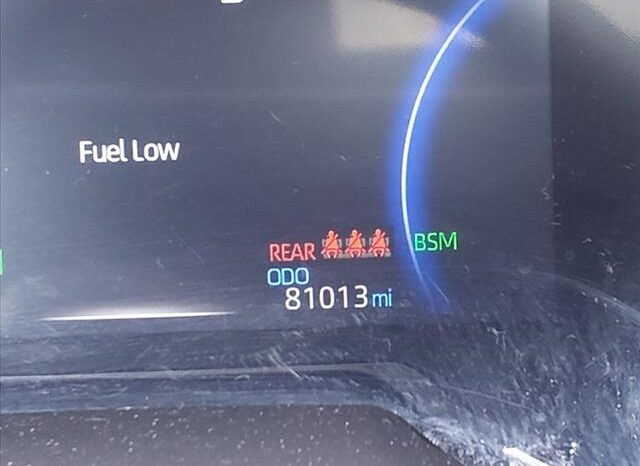 Fuel Low
REAR
BSM
ODO
81013 mi